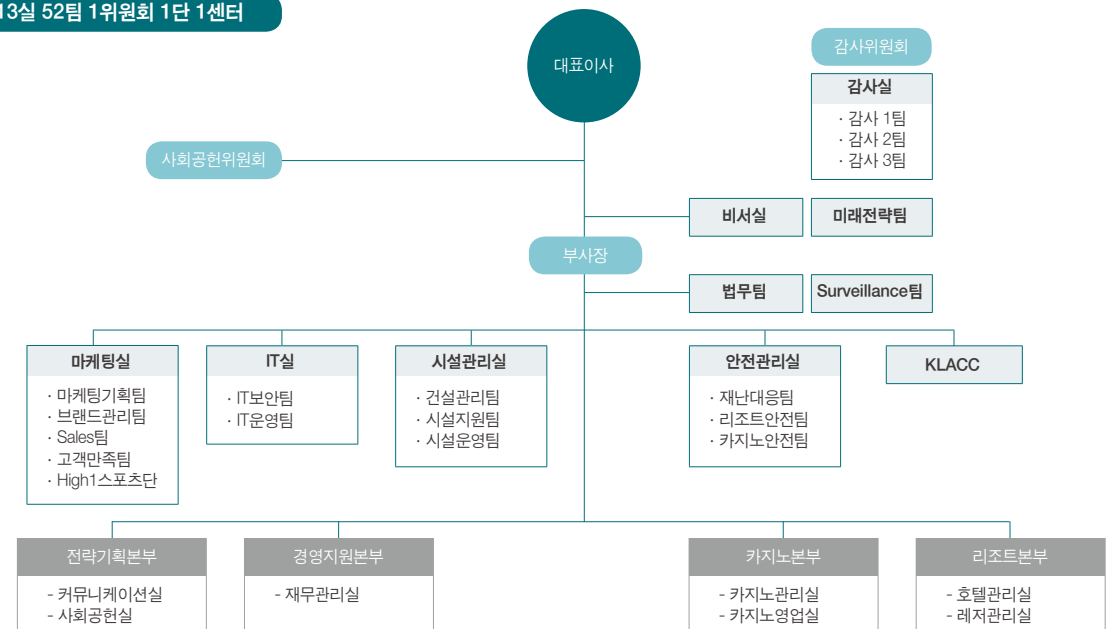 13실 52팀 1위원회 1단 1센터
대표이사
감사위원회
감사실
· 감사 1팀
· 감사 2팀
· 감사 3팀
사회공헌위원회
비서실
미래전략팀
부사장
법무팀
Surveillance팀
마케팅실
· 마케팅기획팀
· 브랜드관리팀
· Sales팀
· 고객만족팀
· High1스포츠단
IT실
· IT보안팀
· IT운영팀
시설관리실
· 건설관리팀
· 시설지원팀
· 시설운영팀
안전관리실
· 재난대응팀
· 리조트안전팀
· 카지노안전팀
KLACC
전략기획본부
- 커뮤니케이션실
- 사회공헌실
경영지원본부
- 재무관리실
카지노본부
- 카지노관리실
- 카지노영업실
리조트본부
- 호텔관리실
- 레저관리실